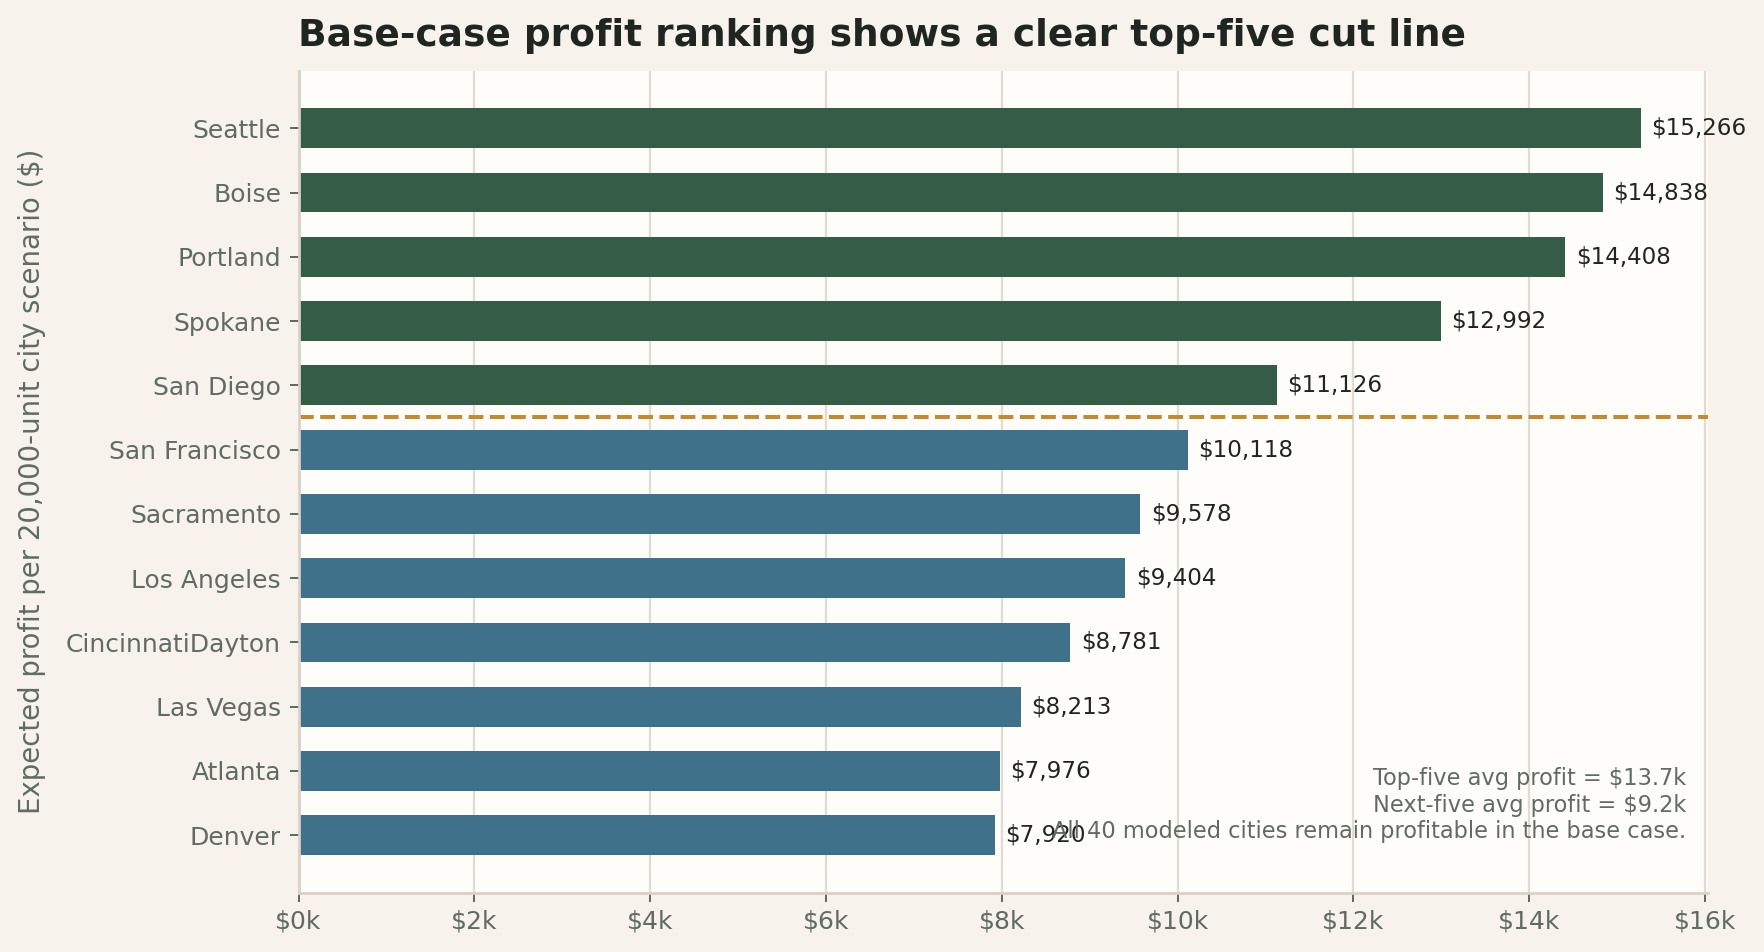 Base-case profit ranking shows a clear top-five cut line
Expected profit per 20,000-unit city scenario ($)
Seattle $15,266
Boise $14,838
Portland $14,408
Spokane $12,992
San Diego $11,126
San Francisco $10,118
Sacramento $9,578
Los Angeles $9,404
CincinnatiDayton $8,781
Las Vegas $8,213
Atlanta $7,976
Denver $7,920
Top-five avg profit = $13.7k
Next-five avg profit = $9.2k
All 40 modeled cities remain profitable in the base case.
$0k $2k $4k $6k $8k $10k $12k $14k $16k